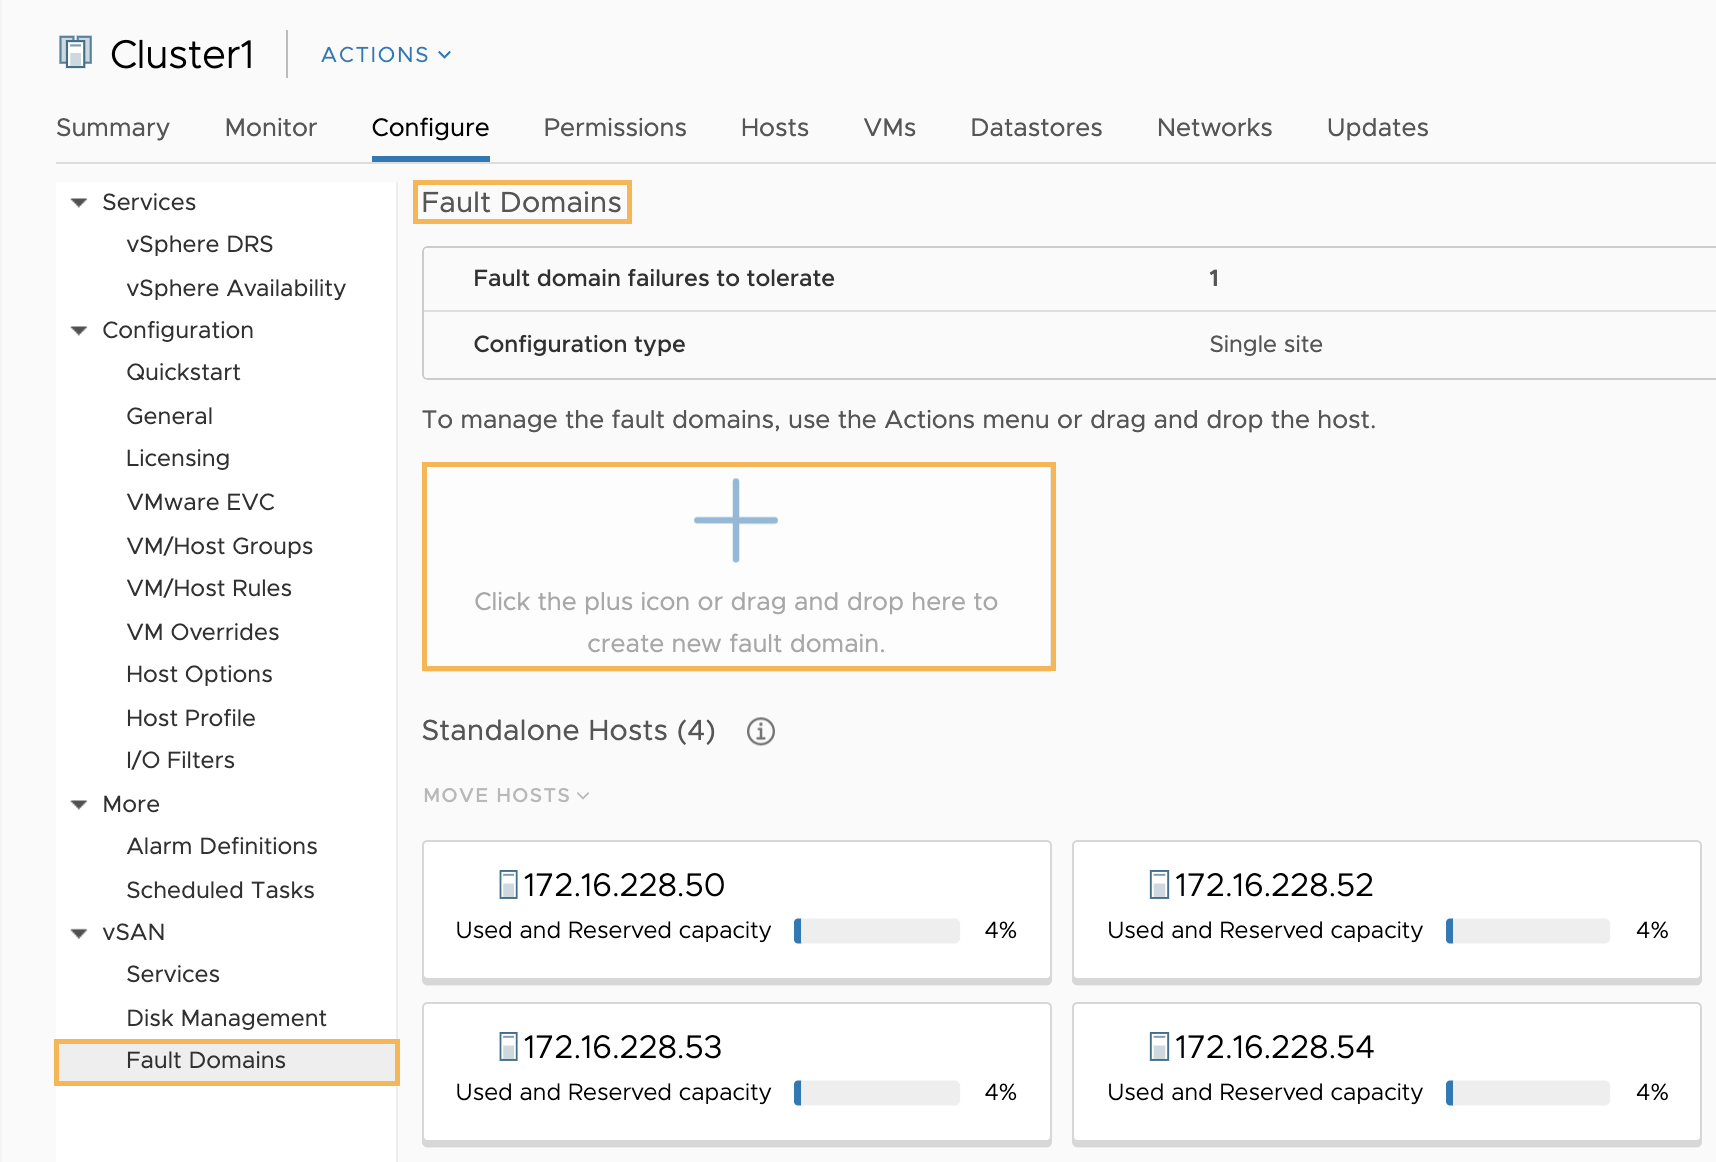 Cluster1
ACTIONS
Summary Monitor Configure Permissions Hosts VMs Datastores Networks Updates
Services
vSphere DRS
vSphere Availability
Configuration
Quickstart
General
Licensing
VMware EVC
VM/Host Groups
VM/Host Rules
VM Overrides
Host Options
Host Profile
I/O Filters
More
Alarm Definitions
Scheduled Tasks
vSAN
Services
Disk Management
Fault Domains
Fault Domains
Fault domain failures to tolerate 1
Configuration type Single site
To manage the fault domains, use the Actions menu or drag and drop the host.
Click the plus icon or drag and drop here to
create new fault domain.
Standalone Hosts (4)
MOVE HOSTS
172.16.228.50
Used and Reserved capacity 4%
172.16.228.52
Used and Reserved capacity 4%
172.16.228.53
Used and Reserved capacity 4%
172.16.228.54
Used and Reserved capacity 4%